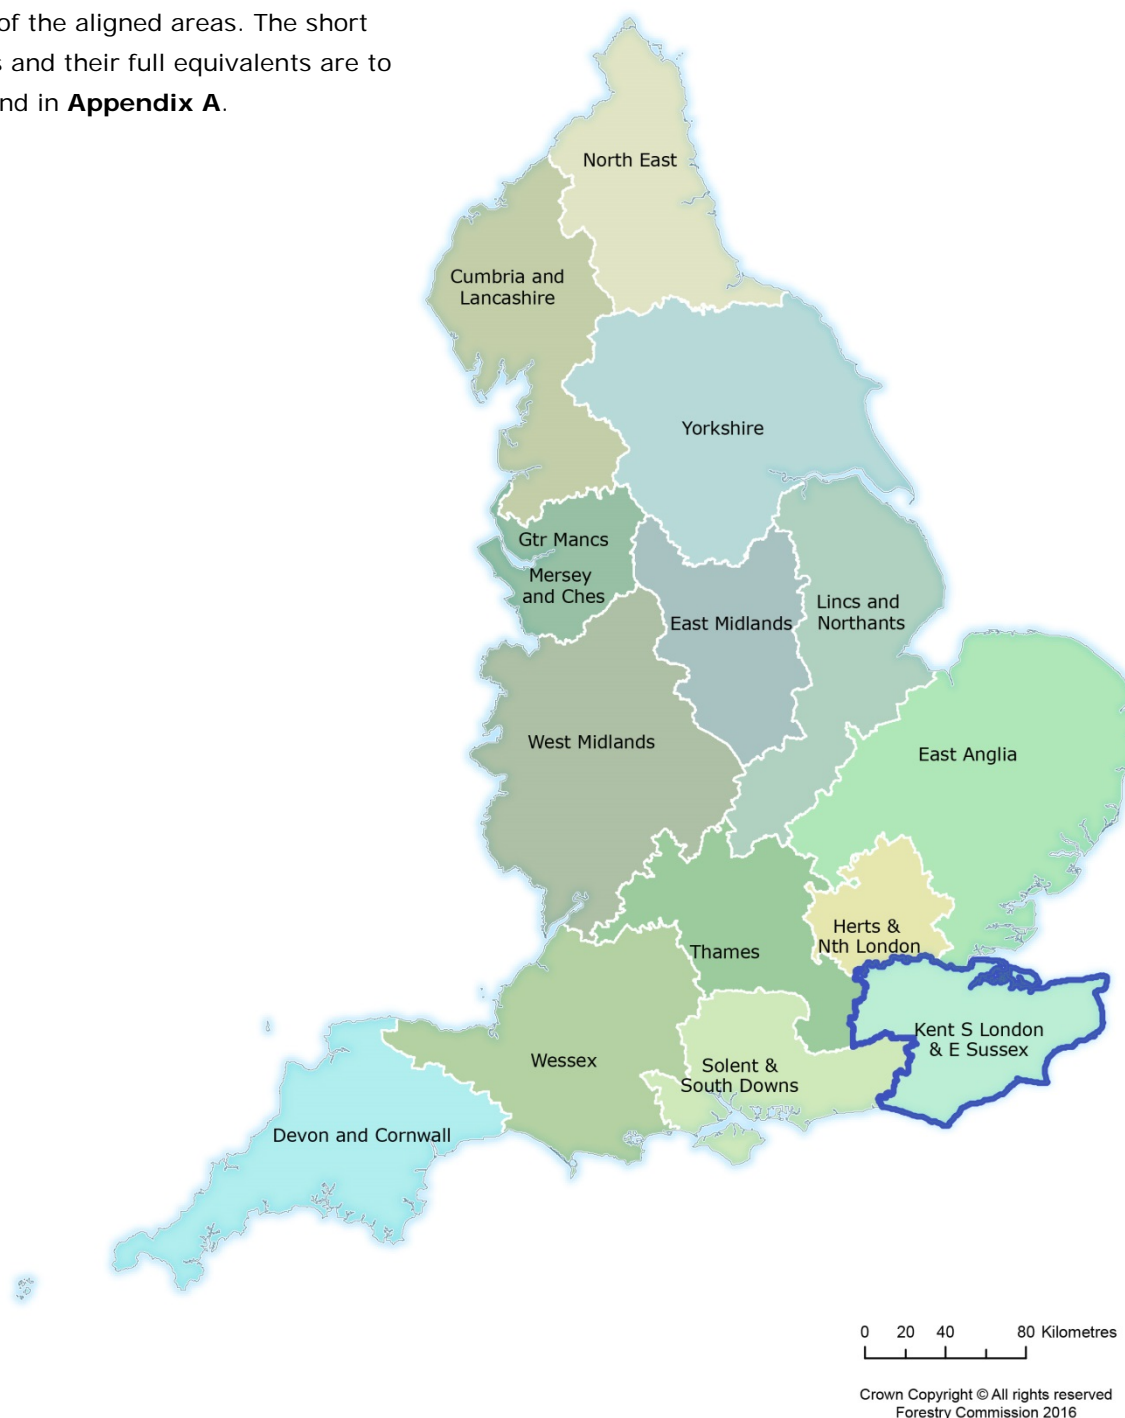 of the aligned areas. The short
s and their full equivalents are to
nd in Appendix A.
North East
Cumbria and
Lancashire
Yorkshire
Gtr Mancs
Mersey
and Ches
East Midlands
Lincs and
Northants
West Midlands
East Anglia
Herts &
Nth London
Thames
Kent S London
& E Sussex
Wessex
Solent &
South Downs
Devon and Cornwall
0 20 40 80 Kilometres
Crown Copyright © All rights reserved
Forestry Commission 2016